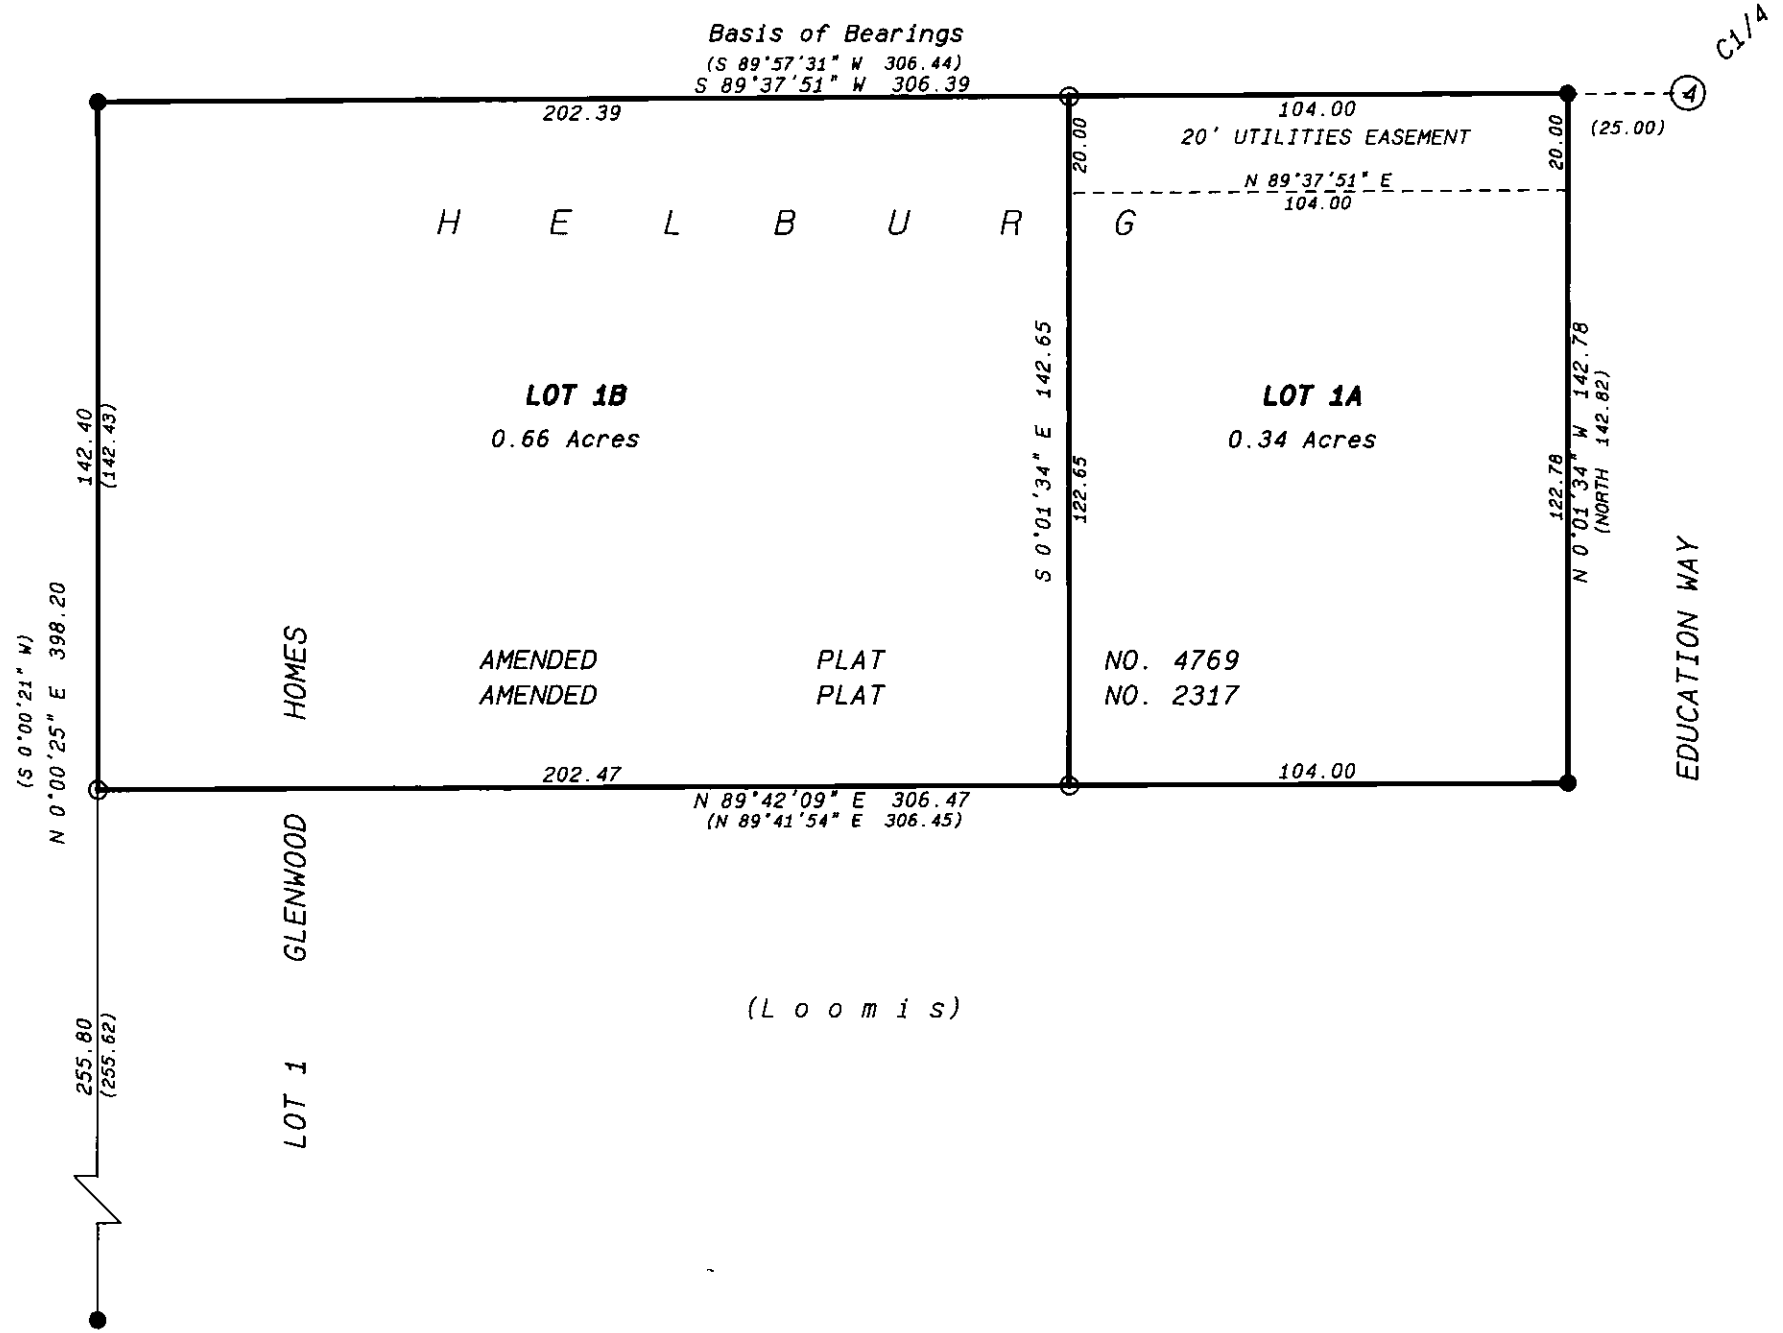 Basis of Bearings
(S 89°57'31" W 306.44)
S 89°37'51" W 306.39
C1/4
4
(25.00)
202.39
104.00
20' UTILITIES EASEMENT
20.00
20.00
N 89°37'51" E
104.00
H E L B U R G
LOT 1B
0.66 Acres
LOT 1A
0.34 Acres
142.40
(142.43)
S 0°01'34" E 142.65
122.65
122.78
N 0°01'34" W 142.78
(NORTH 142.82)
(S 0°00'21" W)
N 0°00'25" E 398.20
EDUCATION WAY
AMENDED PLAT NO. 4769
AMENDED PLAT NO. 2317
202.47
104.00
N 89°42'09" E 306.47
(N 89°41'54" E 306.45)
LOT 1 GLENWOOD HOMES
(L o o m i s)
255.80
(255.62)